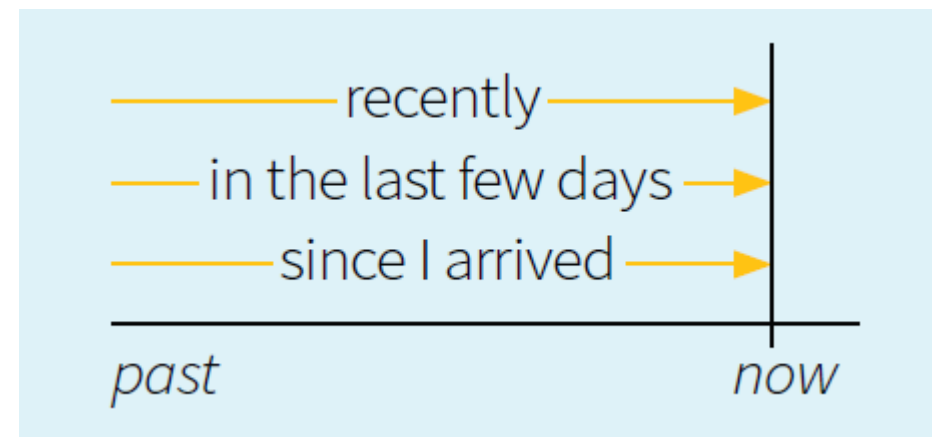 recently
in the last few days
since I arrived
past now